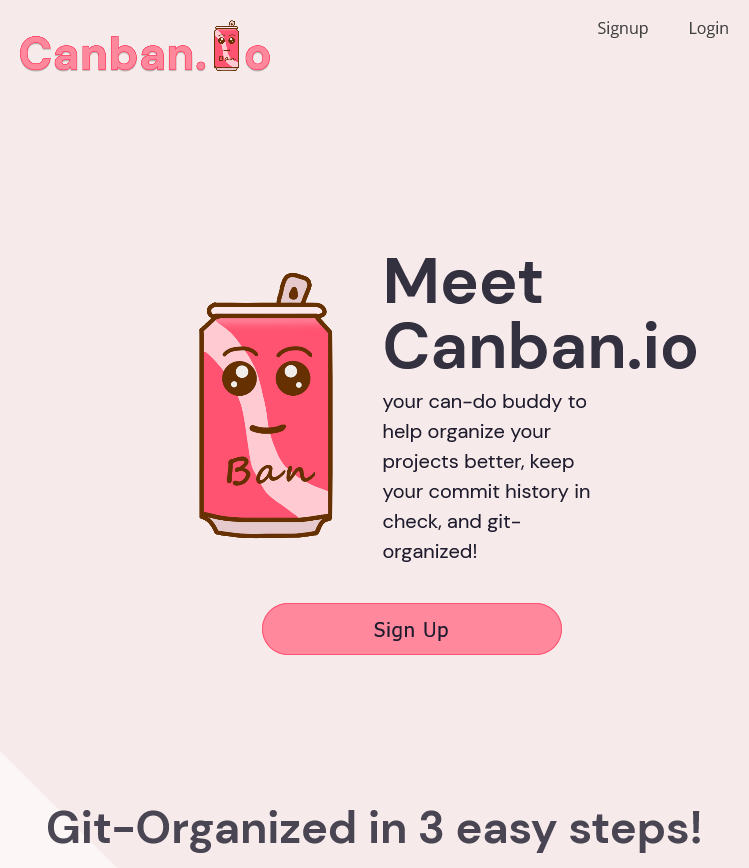 Canban.io
Signup Login
Meet
Canban.io
your can-do buddy to
help organize your
projects better, keep
your commit history in
check, and git-
organized!
Ban
Sign Up
Git-Organized in 3 easy steps!